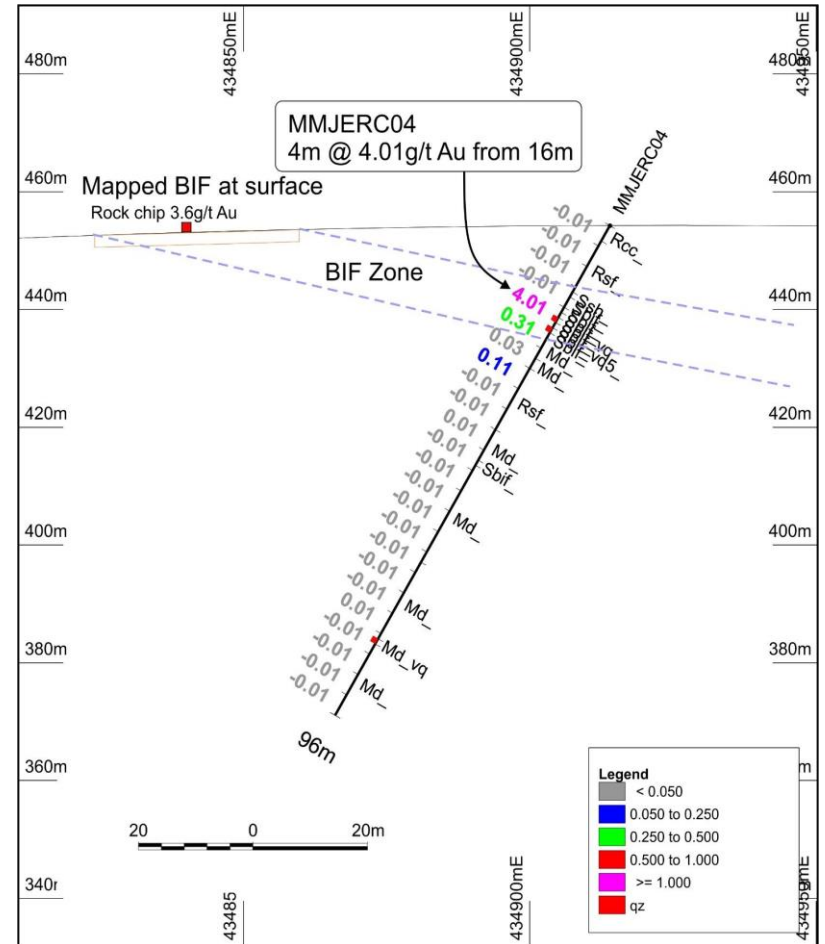 434850mE
434900mE
434950mE
480m
480m
MMJERC04
4m @ 4.01g/t Au from 16m
MMJERC04
460m
460m
Mapped BIF at surface
Rock chip 3.6g/t Au
BIF Zone
-0.01
-0.01
-0.01
-0.01
4.01
0.31
0.03
0.11
-0.01
-0.01
0.01
-0.01
-0.01
-0.01
-0.01
-0.01
-0.01
0.01
-0.01
-0.01
-0.01
-0.01
Rcc_
Rsf_
vq5_
Md_
Md_
Rsf_
Md_
Sbif_
Md_
Md_
Md_vq
Md_
96m
440m
440m
420m
420m
400m
400m
380m
380m
360m
20 0 20m
Legend
< 0.050
0.050 to 0.250
0.250 to 0.500
0.500 to 1.000
>= 1.000
qz
43485
434900mE